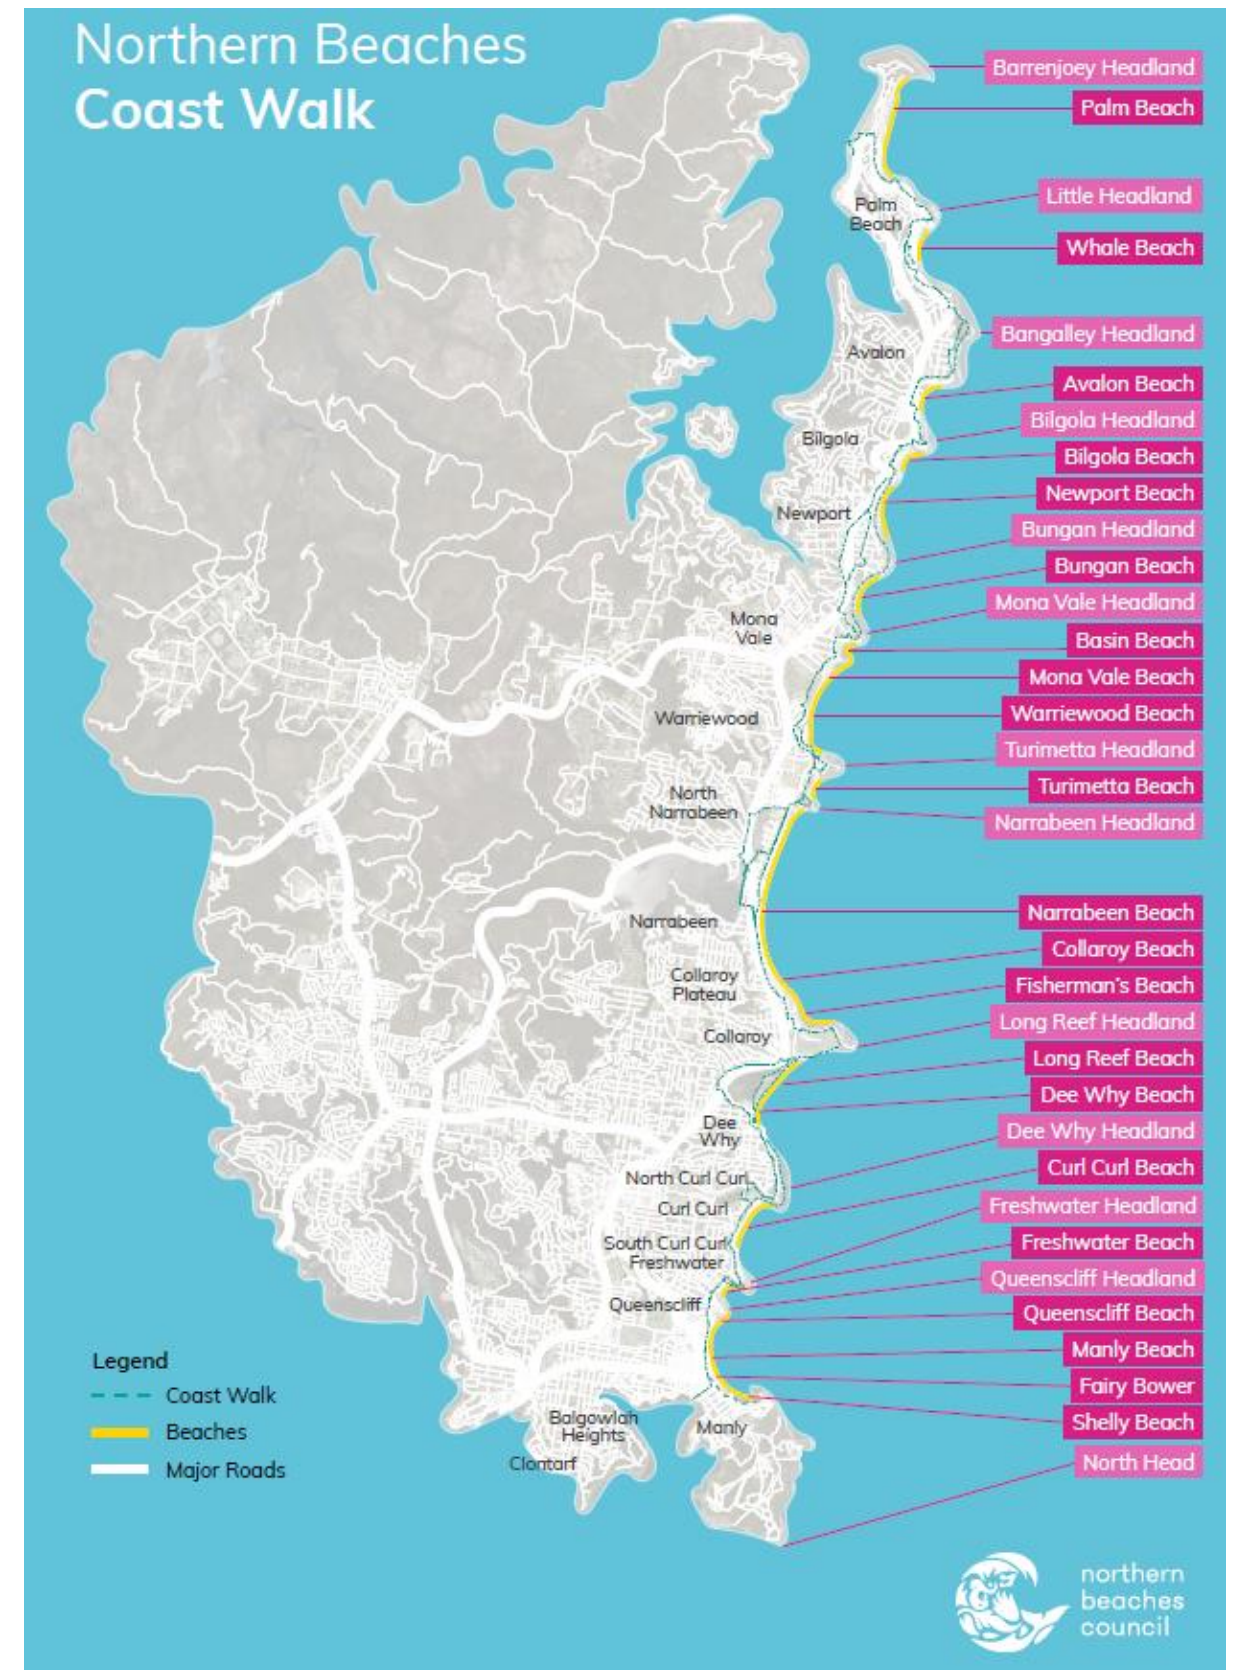 Northern Beaches
Coast Walk
Barrenjoey Headland
Palm Beach
Little Headland
Whale Beach
Bangalley Headland
Avalon Beach
Bilgola Headland
Bilgola Beach
Newport Beach
Bungan Headland
Bungan Beach
Mona Vale Headland
Basin Beach
Mona Vale Beach
Warriewood Beach
Turimetta Headland
Turimetta Beach
Narrabeen Headland
Narrabeen Beach
Collaroy Beach
Fisherman's Beach
Long Reef Headland
Long Reef Beach
Dee Why Beach
Dee Why Headland
Curl Curl Beach
Freshwater Headland
Freshwater Beach
Queenscliff Headland
Queenscliff Beach
Manly Beach
Fairy Bower
Shelly Beach
North Head
Palm
Beach
Avalon
Bilgola
Newport
Mona
Vale
Warriewood
North
Narrabeen
Narrabeen
Collaroy
Plateau
Collaroy
Dee
Why
North Curl Curl
Curl Curl
South Curl Curl
Freshwater
Queenscliff
Balgowlah
Heights
Manly
Clontarf
Legend
Coast Walk
Beaches
Major Roads
northern
beaches
council